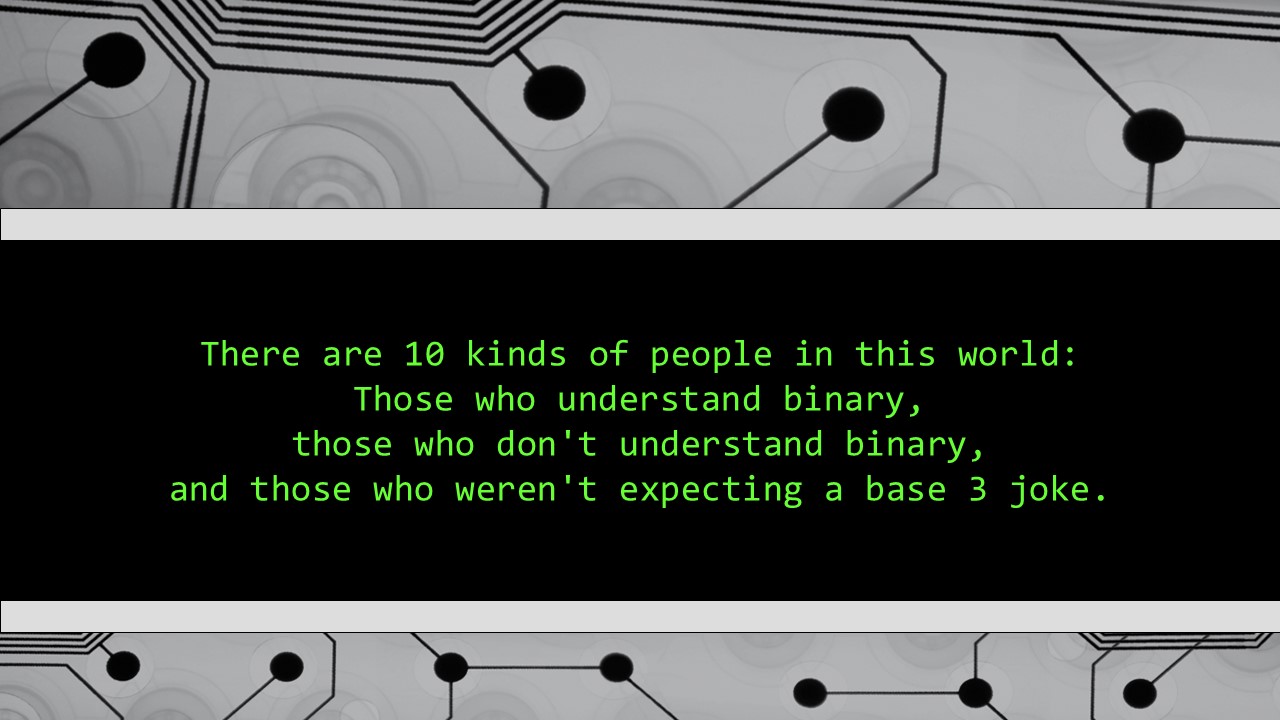 There are 10 kinds of people in this world:
Those who understand binary,
those who don't understand binary,
and those who weren't expecting a base 3 joke.